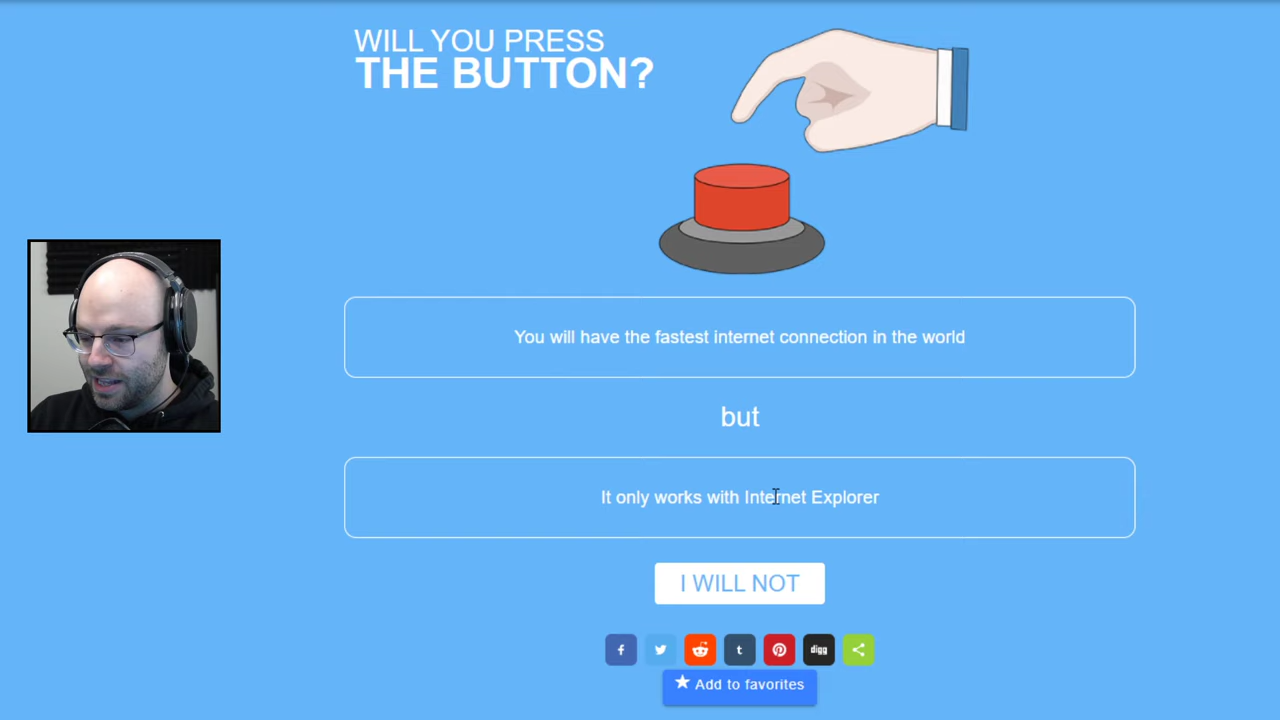 WILL YOU PRESS
THE BUTTON?
You will have the fastest internet connection in the world
but
It only works with Internet Explorer
I WILL NOT
f
t
digg
Add to favorites